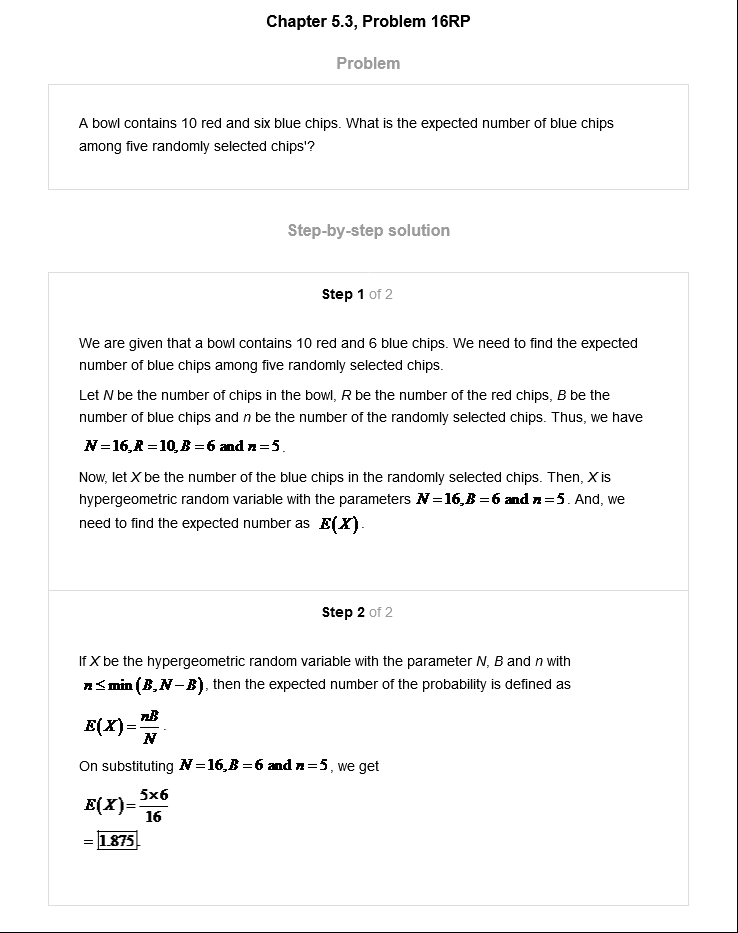 Chapter 5.3, Problem 16RP
Problem
A bowl contains 10 red and six blue chips. What is the expected number of blue chips
among five randomly selected chips'?
Step-by-step solution
Step 1 of 2
We are given that a bowl contains 10 red and 6 blue chips. We need to find the expected
number of blue chips among five randomly selected chips.
Let N be the number of chips in the bowl, R be the number of the red chips, B be the
number of blue chips and n be the number of the randomly selected chips. Thus, we have
N=16,R=10,B=6 and n=5.
Now, let X be the number of the blue chips in the randomly selected chips. Then, X is
hypergeometric random variable with the parameters N=16,B=6 and n=5. And, we
need to find the expected number as E(X).
Step 2 of 2
If X be the hypergeometric random variable with the parameter N, B and n with
n≤min(B,N−B), then the expected number of the probability is defined as
E(X)=nB/N.
On substituting N=16,B=6 and n=5, we get
E(X)=5×6/16
=1.875.